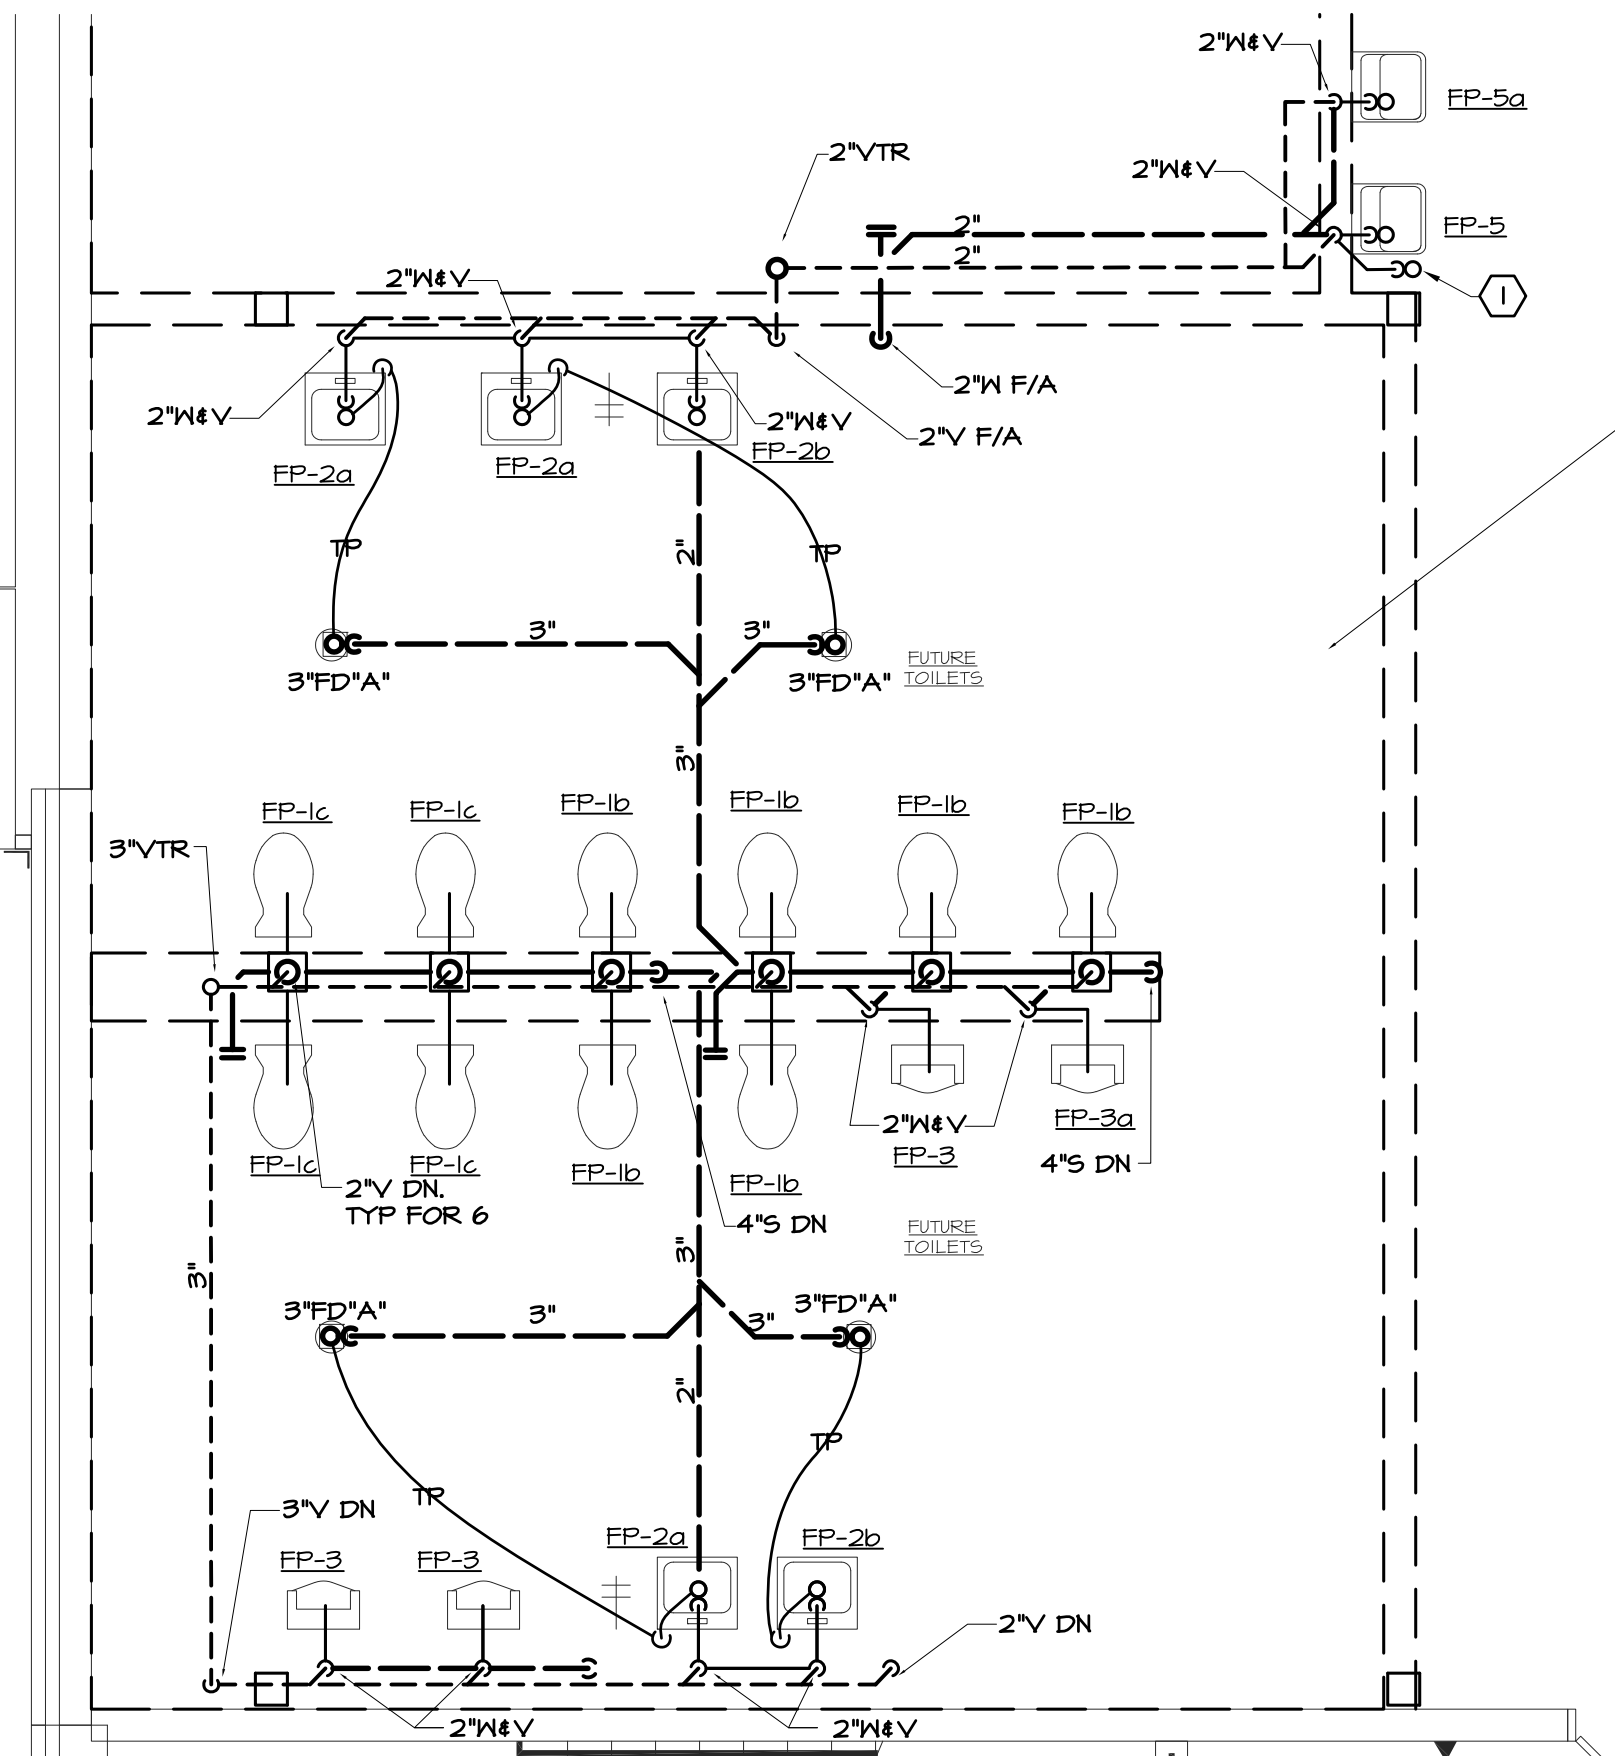 2"W&V
FP-5a
2"VTR
2"W&V
2"
FP-5
2"
2"W&V
1
2"W F/A
2"W&V
2"W&V
2"V F/A
FP-2a
FP-2a
FP-2b
TP
2"
TP
3"
3"
3"FD"A"
3"FD"A"
FUTURE
TOILETS
3"
FP-1c
FP-1c
FP-1b
FP-1b
FP-1b
FP-1b
3"VTR
2"W&V
FP-3a
FP-3
4"S DN
FP-1c
FP-1c
FP-1b
FP-1b
2"V DN.
TYP FOR 6
4"S DN
FUTURE
TOILETS
3"
3"
3"FD"A"
3"
3"
3"FD"A"
2"
TP
TP
3"V DN
FP-3
FP-3
FP-2a
FP-2b
2"V DN
2"W&V
2"W&V